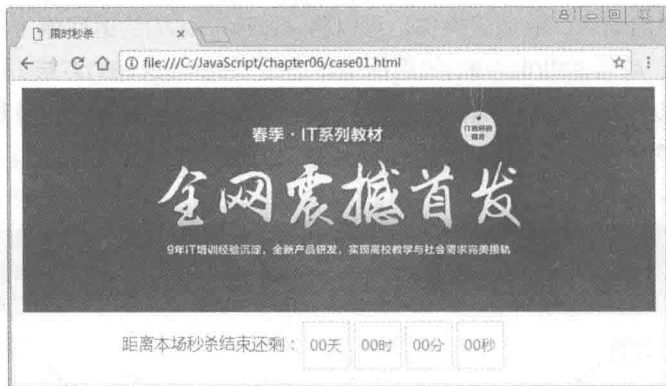 限时秒杀
file:///C:/JavaScript/chapter06/case01.html
春季·IT系列教材
IT教材的
全网震撼首发
9年IT培训经验沉淀，全新产品研发，实现高校教学与社会需求完美接轨
距离本场秒杀结束还剩： 00天 00时 00分 00秒